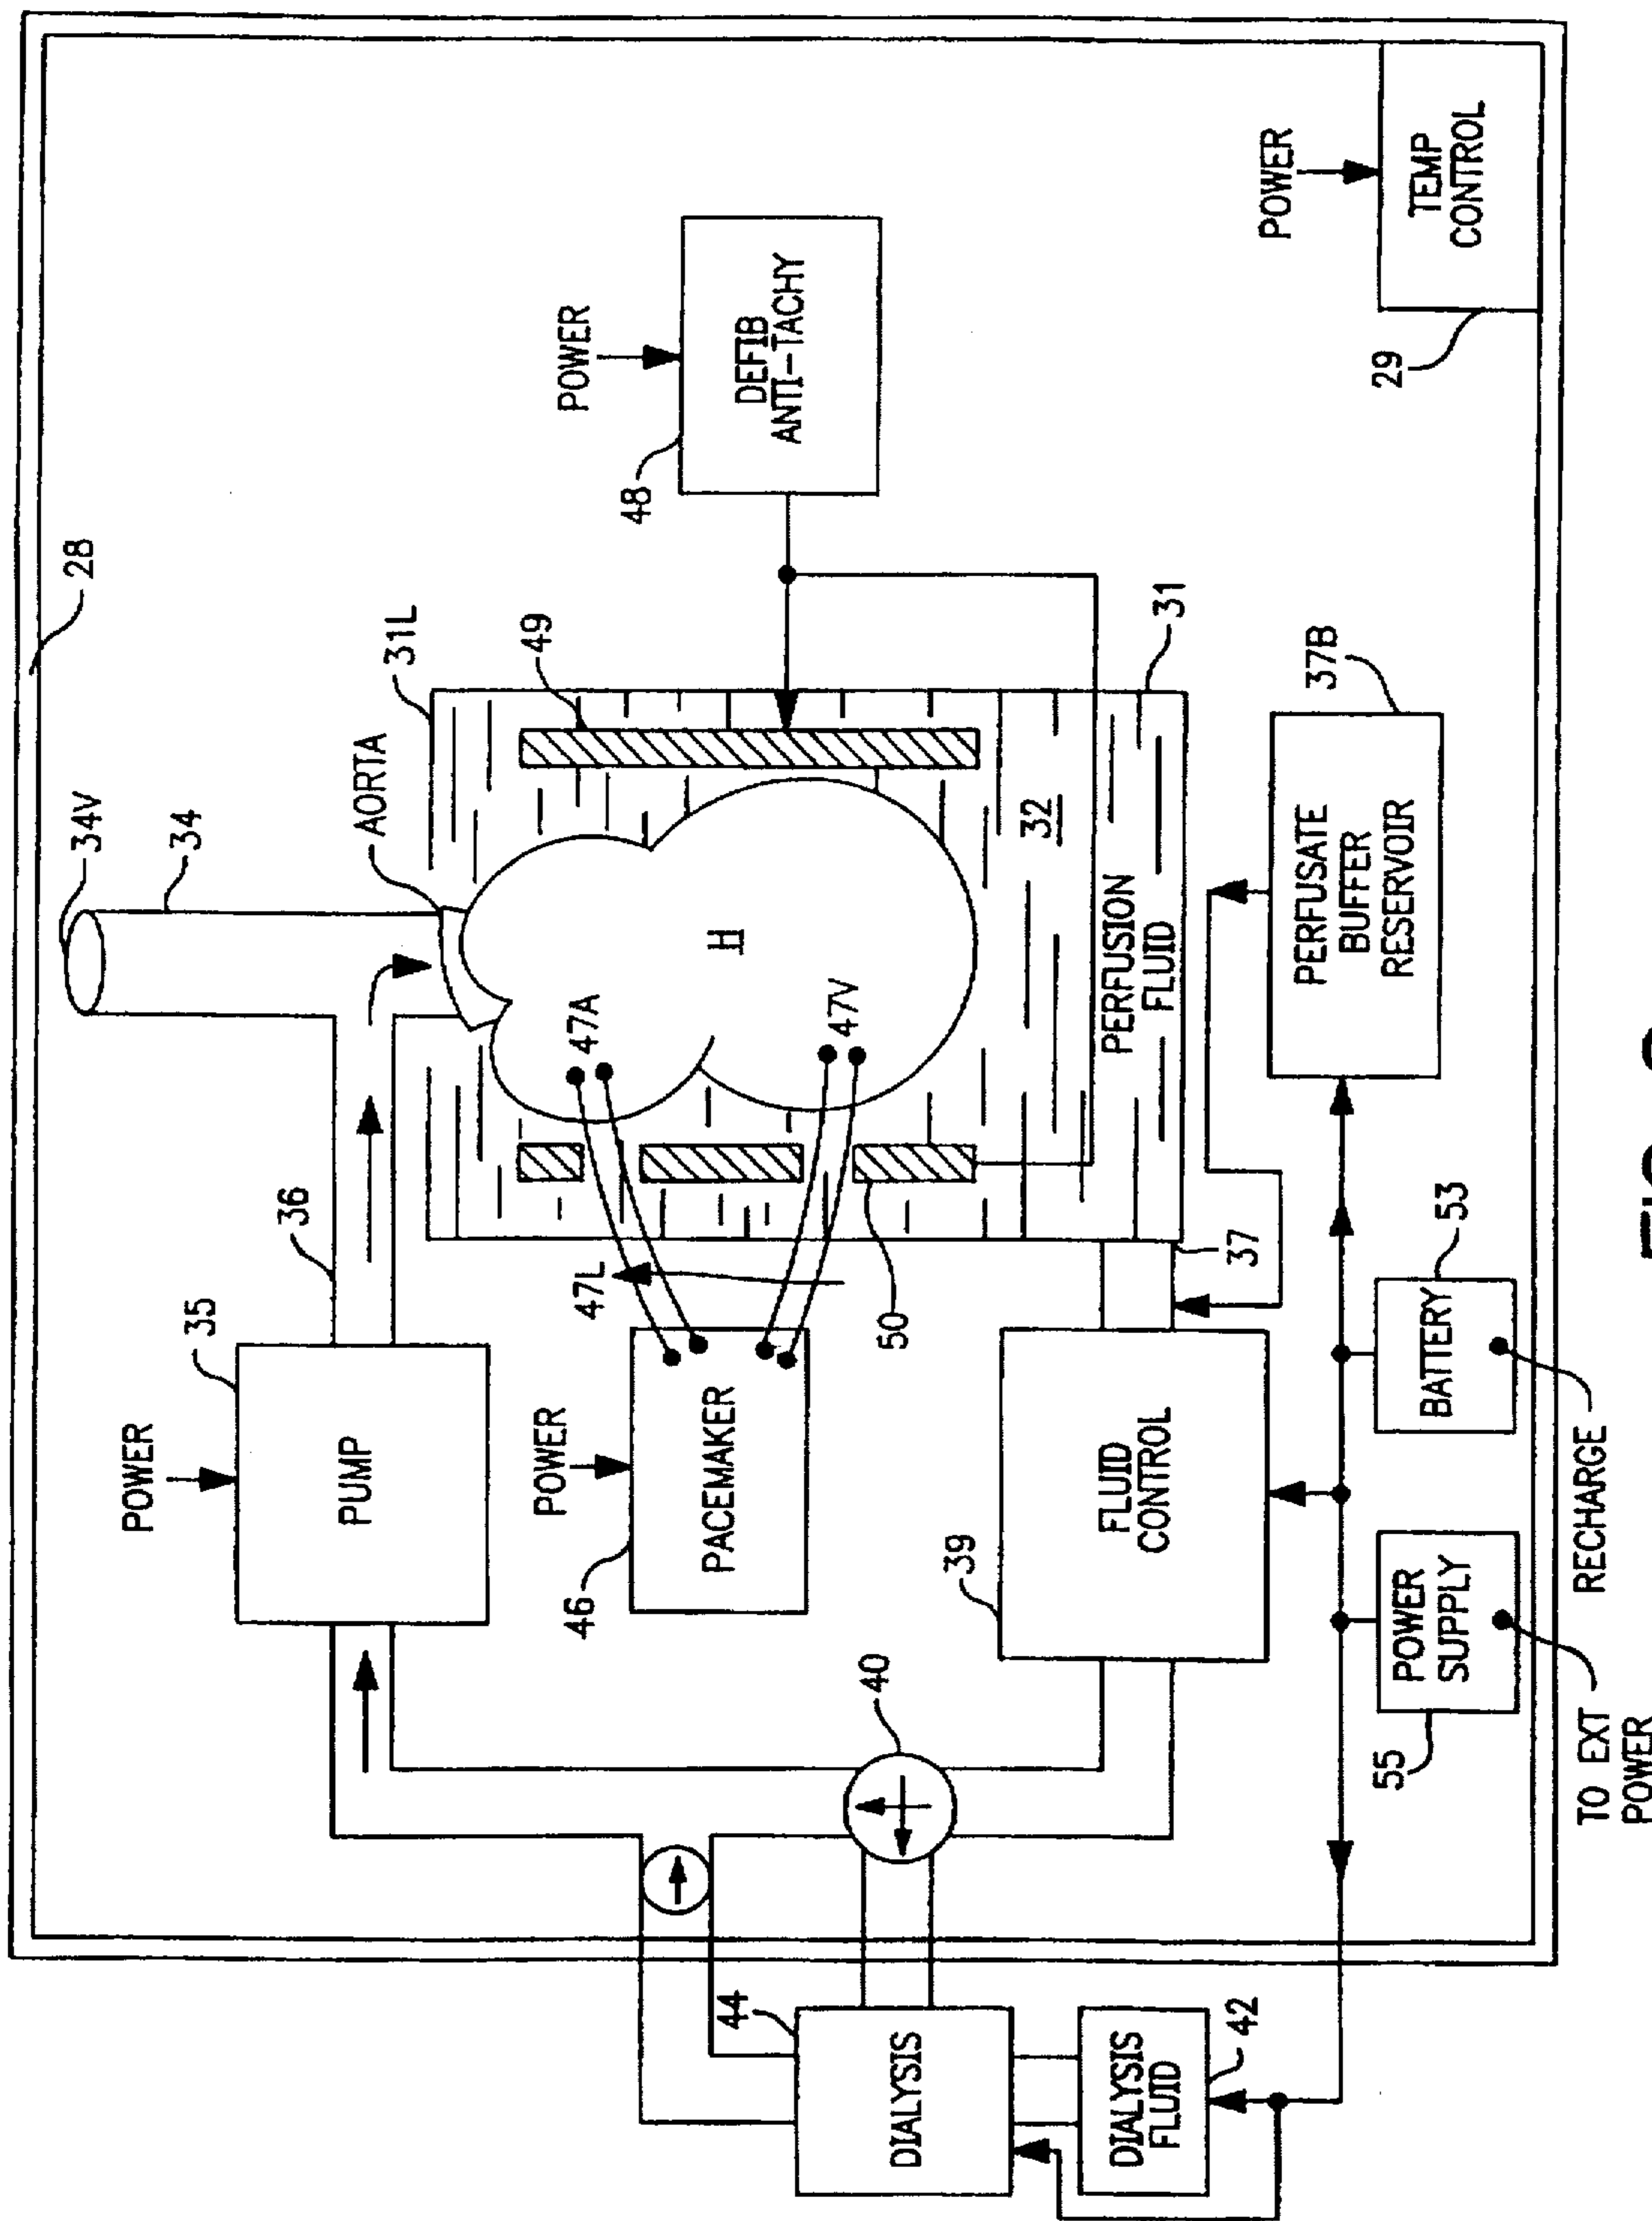 28
34V
34
AORTA
31L
49
POWER
DEFIB
ANTI-TACHY
48
POWER
TEMP
CONTROL
29
POWER
35
PUMP
36
H
47A
47V
47L
32
PERFUSION
FLUID
31
POWER
PACEMAKER
46
50
37
37B
PERFUSATE
BUFFER
RESERVOIR
39
FLUID
CONTROL
40
44
DIALYSIS
DIALYSIS
FLUID
42
POWER
SUPPLY
55
BATTERY
53
RECHARGE
TO EXT
POWER